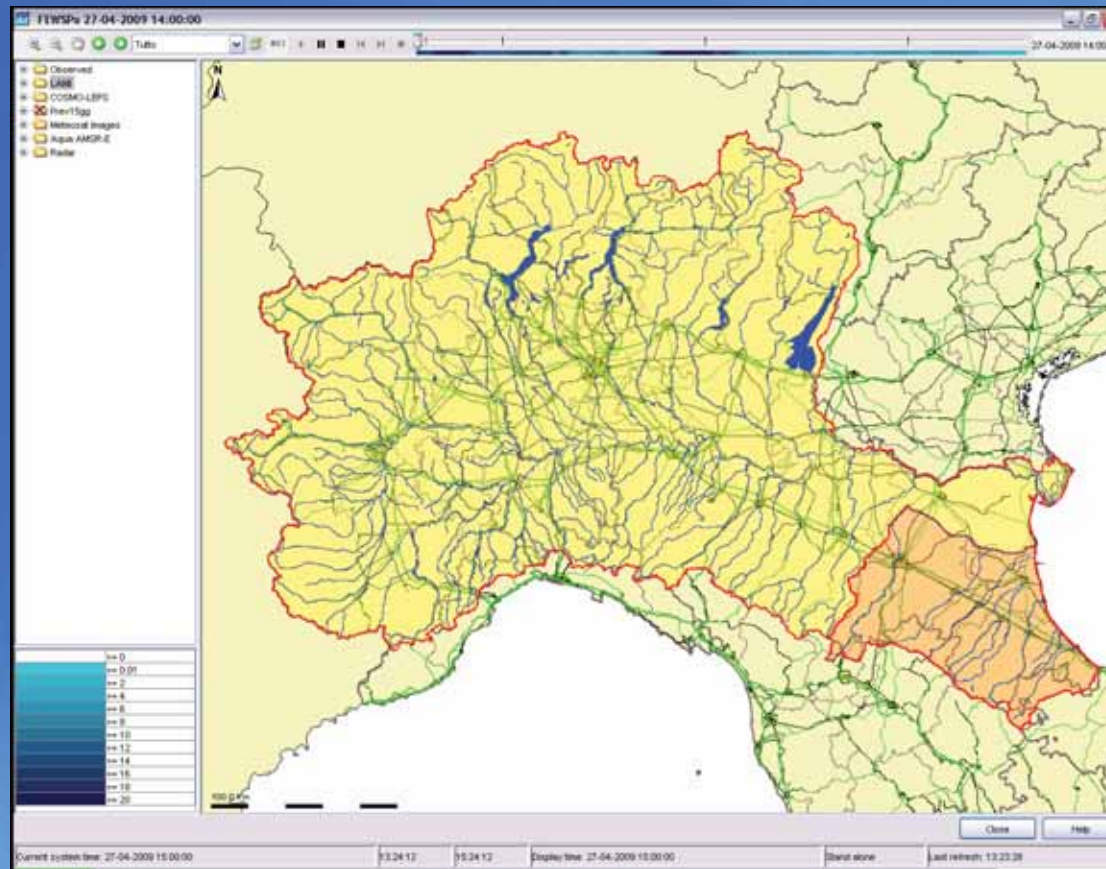 FEWSPo 27-04-2009 14:00:00
Tutto
27-04-2009 14:00
Observed
LAMI
COSMO-LEPS
Prev15gg
Meteosat Images
Aqua AMSR-E
Radar
N
>= 0
>= 0.01
>= 2
>= 4
>= 6
>= 8
>= 10
>= 12
>= 14
>= 16
>= 18
>= 20
Close
Help
Current system time: 27-04-2009 15:00:00
13:24:12
15:24:12
Display time: 27-04-2009 15:00:00
Stand alone
Last refresh: 13:23:28